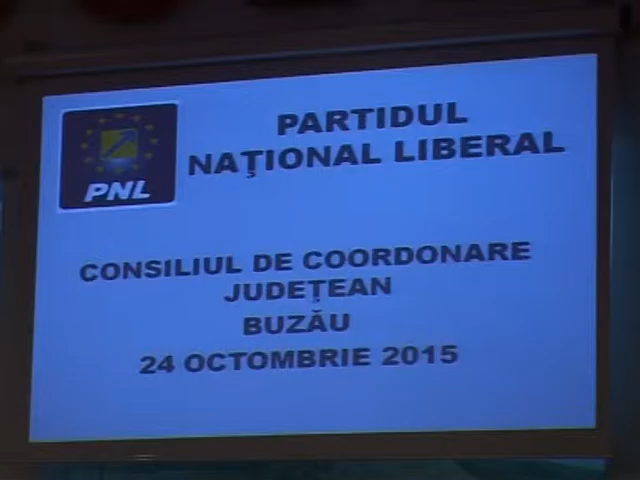 PARTIDUL
NAŢIONAL LIBERAL
PNL
CONSILIUL DE COORDONARE
JUDEŢEAN
BUZĂU
24 OCTOMBRIE 2015